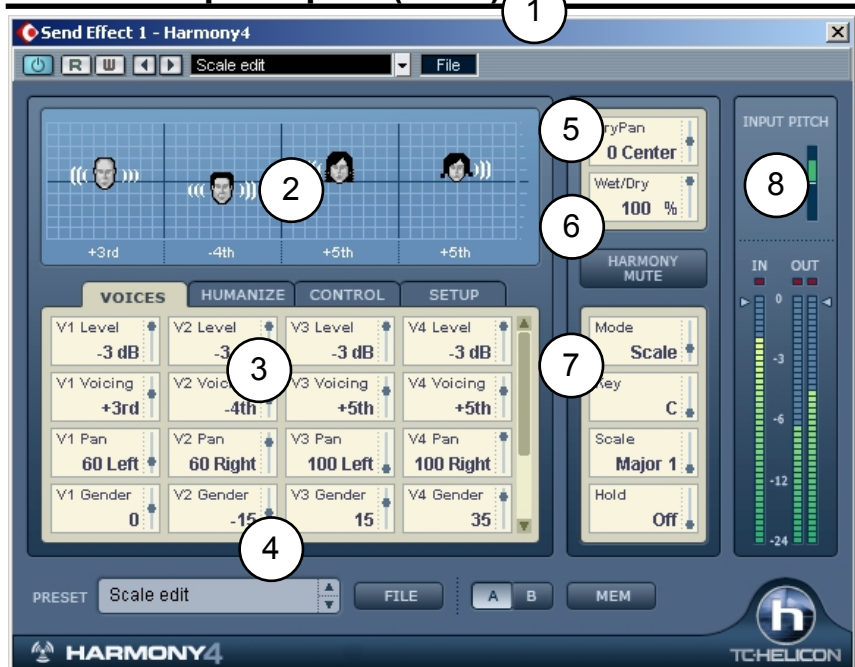 1
Send Effect 1 - Harmony4
R W Scale edit File
2
+3rd -4th +5th +5th
5
ryPan
0 Center
Wet/Dry
100 %
6
HARMONY
MUTE
INPUT PITCH
8
IN OUT
0
-3
-6
-12
-24
VOICES HUMANIZE CONTROL SETUP
V1 Level V2 Level V3 Level V4 Level
-3 dB -3 -3 dB -3 dB
3
V1 Voicing V2 Voicing V3 Voicing V4 Voicing
+3rd -4th +5th +5th
V1 Pan V2 Pan V3 Pan V4 Pan
60 Left 60 Right 100 Left 100 Right
V1 Gender V2 Gender V3 Gender V4 Gender
0 -15 15 35
4
7
Mode
Scale
ey
C
Scale
Major 1
Hold
Off
PRESET Scale edit FILE A B MEM
HARMONY4
h
TC·HELICON